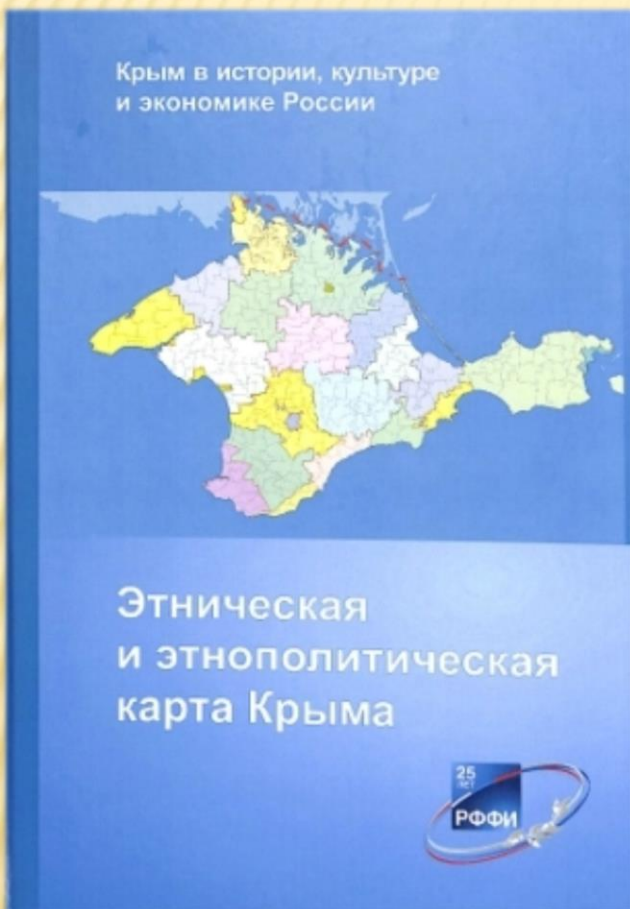 Крым в истории, культуре
и экономике России
Этническая
и этнополитическая
карта Крыма
25
лет
РФФИ